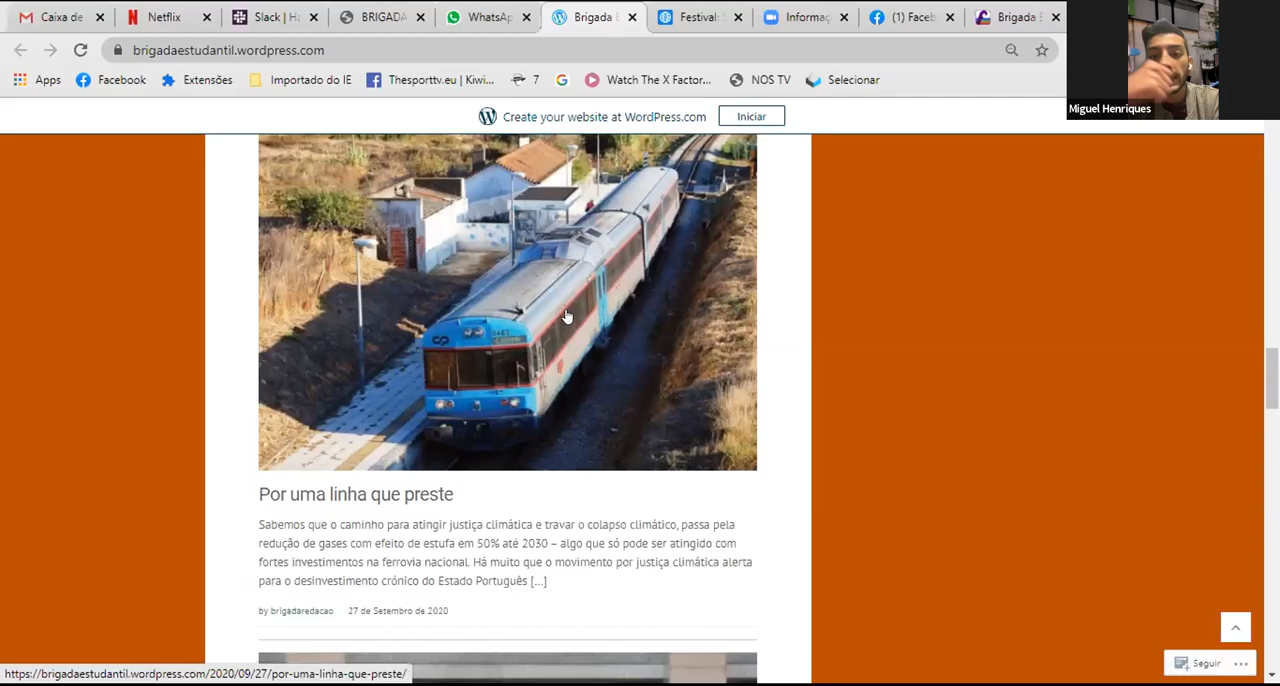 Caixa de
Netflix
Slack | Ha
BRIGADA
WhatsAp
Brigada E
Festival: S
Informaç
(1) Faceb
Brigada S
brigadaestudantil.wordpress.com
Apps
Facebook
Extensões
Importado do IE
Thesporttv.eu | Kiwi...
7
Watch The X Factor...
NOS TV
Selecionar
Miguel Henriques
Create your website at WordPress.com
Iniciar
cp
Por uma linha que preste
Sabemos que o caminho para atingir justiça climática e travar o colapso climático, passa pela
redução de gases com efeito de estufa em 50% até 2030 – algo que só pode ser atingido com
fortes investimentos na ferrovia nacional. Há muito que o movimento por justiça climática alerta
para o desinvestimento crónico do Estado Português [...]
by brigadaredacao 27 de Setembro de 2020
Seguir
https://brigadaestudantil.wordpress.com/2020/09/27/por-uma-linha-que-preste/